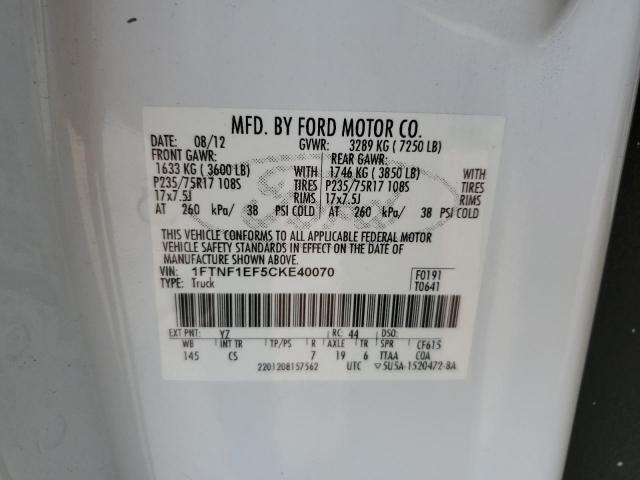 MFD. BY FORD MOTOR CO.
DATE: 08/12 GVWR: 3289 KG ( 7250 LB)
FRONT GAWR: REAR GAWR:
1633 KG ( 3600 LB) WITH 1746 KG ( 3850 LB) WITH
P235/75R17 108S TIRES P235/75R17 108S TIRES
17x7.5J RIMS 17x7.5J RIMS
AT 260 kPa/ 38 PSI COLD AT 260 kPa/ 38 PSI COLD
THIS VEHICLE CONFORMS TO ALL APPLICABLE FEDERAL MOTOR
VEHICLE SAFETY STANDARDS IN EFFECT ON THE DATE OF
MANUFACTURE SHOWN ABOVE.
VIN: 1FTNF1EF5CKE40070 F0191
TYPE: Truck T0641
EXT PNT: YZ RC: 44 DSO:
WB INT TR TP/PS R AXLE TR SPR CF615
145 CS 7 19 6 TTAA COA
2201208157562 UTC ▽5U5A-1520472-BA
Ford